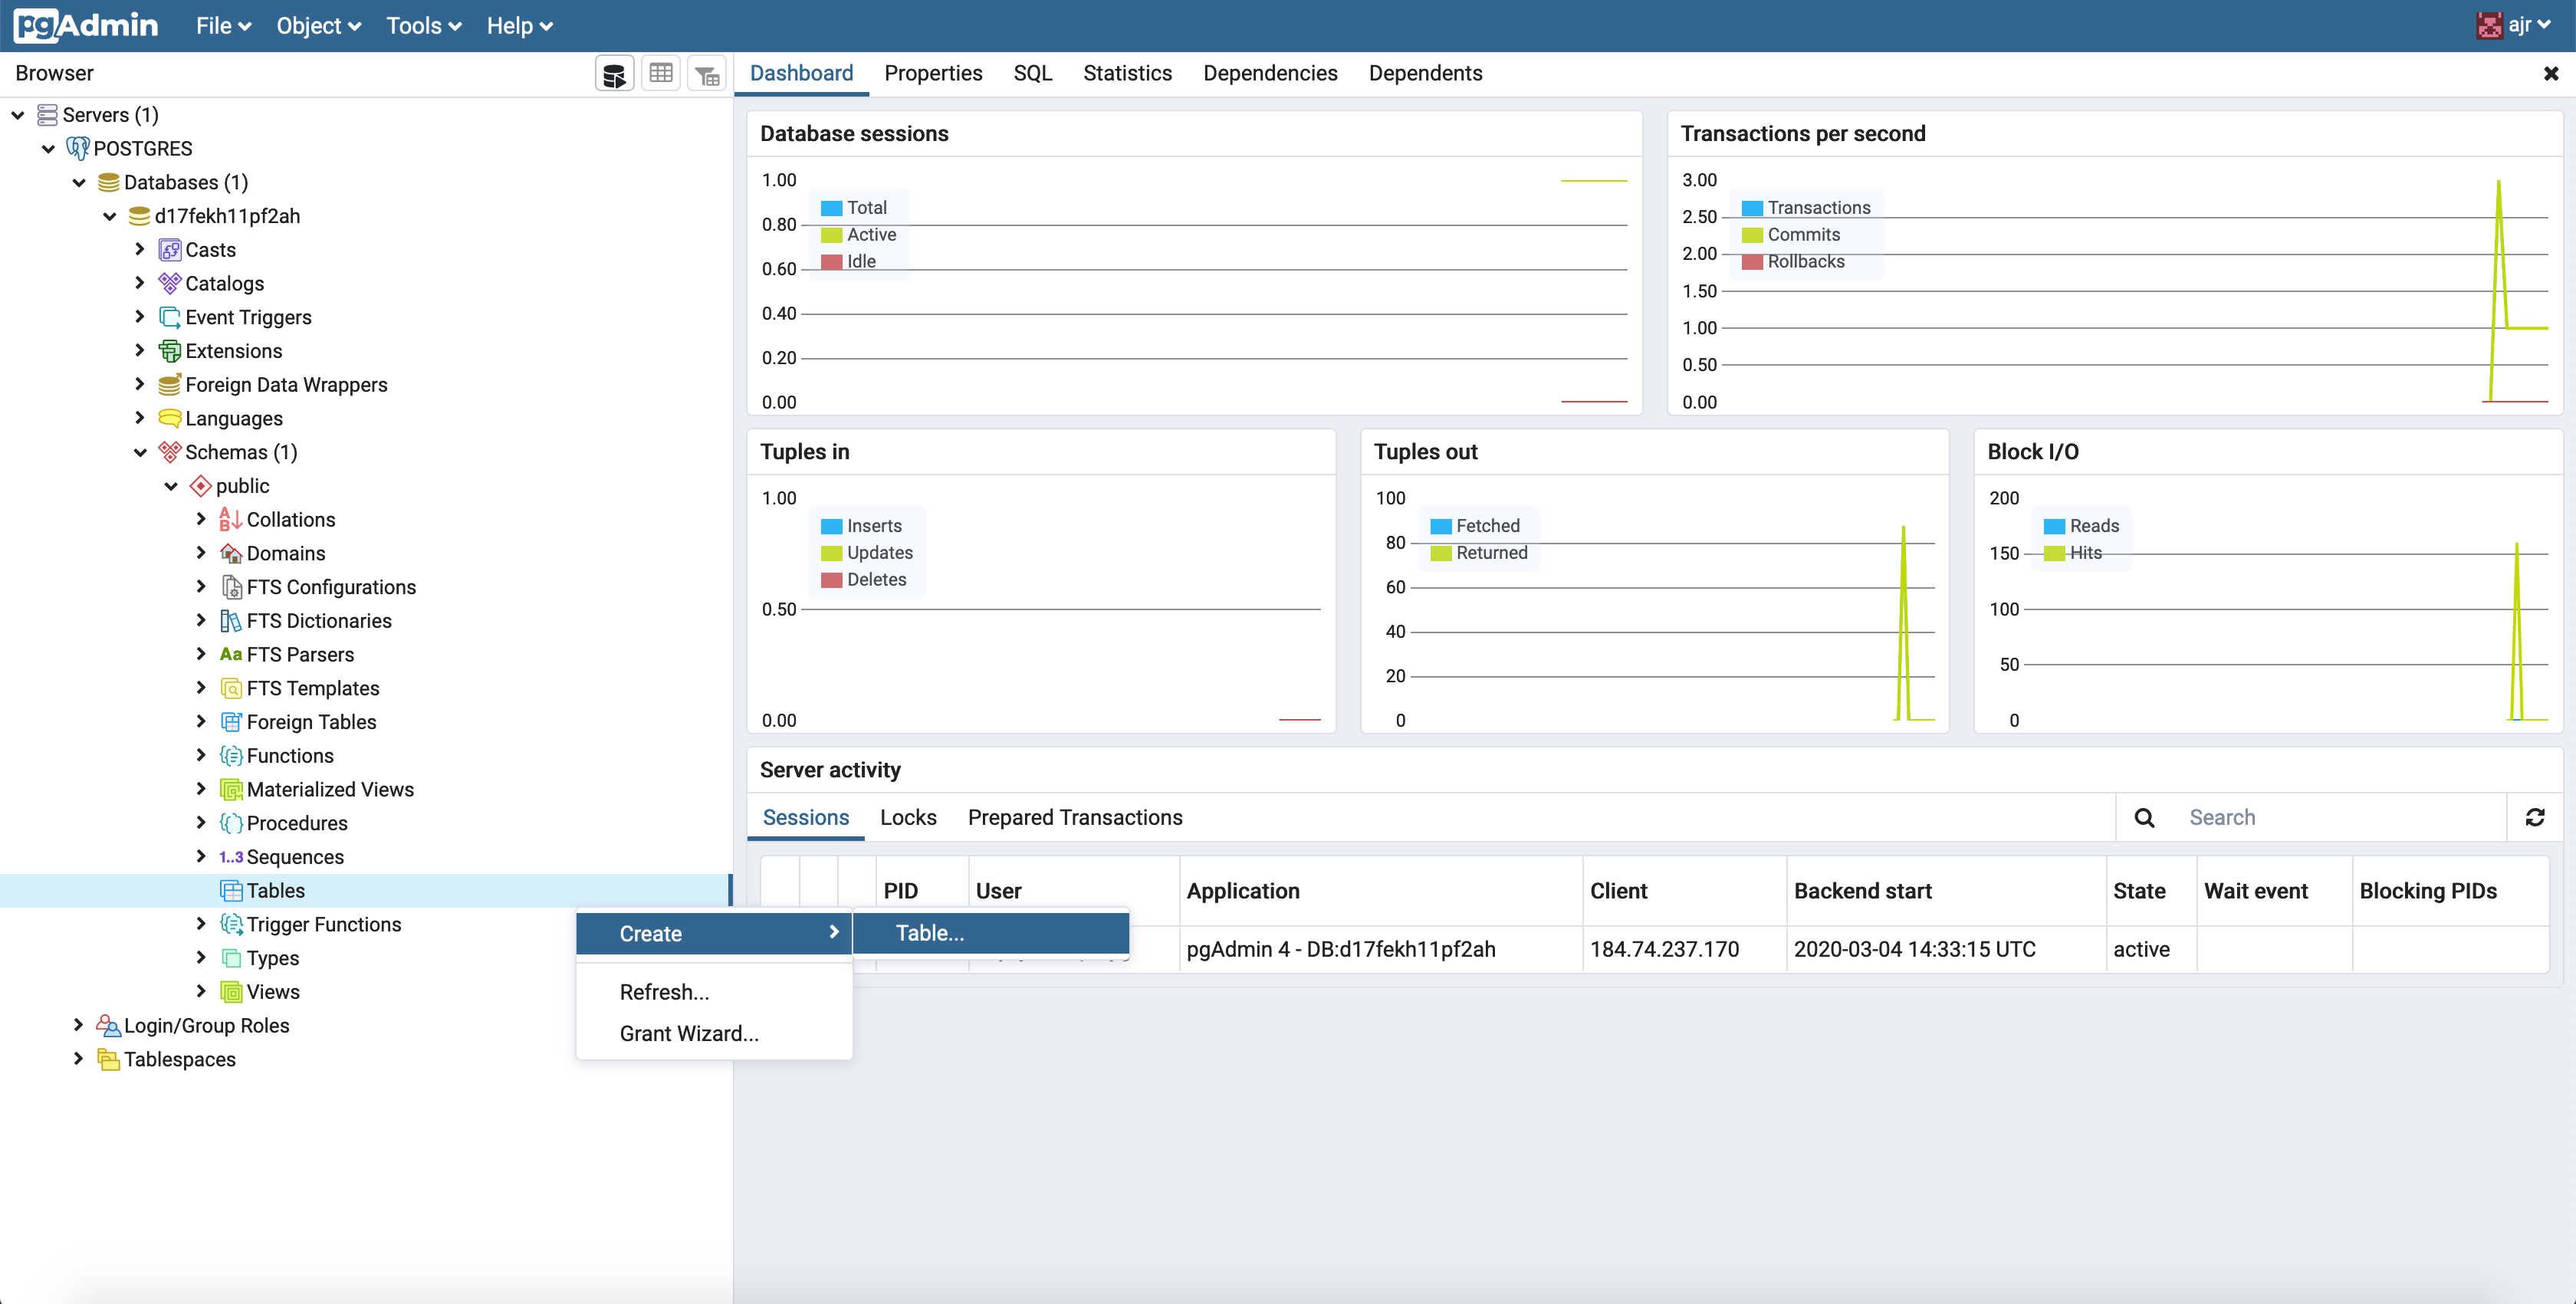 pgAdmin File Object Tools Help ajr
Browser
Dashboard Properties SQL Statistics Dependencies Dependents
Servers (1)
POSTGRES
Databases (1)
d17fekh11pf2ah
Casts
Catalogs
Event Triggers
Extensions
Foreign Data Wrappers
Languages
Schemas (1)
public
A B Collations
Domains
FTS Configurations
FTS Dictionaries
Aa FTS Parsers
FTS Templates
Foreign Tables
Functions
Materialized Views
Procedures
1..3 Sequences
Tables
Trigger Functions
Types
Views
Login/Group Roles
Tablespaces
Create
Table...
Refresh...
Grant Wizard...
Database sessions
1.00
0.80
0.60
0.40
0.20
0.00
Total
Active
Idle
Transactions per second
3.00
2.50
2.00
1.50
1.00
0.50
0.00
Transactions
Commits
Rollbacks
Tuples in
1.00
0.50
0.00
Inserts
Updates
Deletes
Tuples out
100
80
60
40
20
0
Fetched
Returned
Block I/O
200
150
100
50
0
Reads
Hits
Server activity
Sessions Locks Prepared Transactions Search
PID User Application Client Backend start State Wait event Blocking PIDs
pgAdmin 4 - DB:d17fekh11pf2ah 184.74.237.170 2020-03-04 14:33:15 UTC active